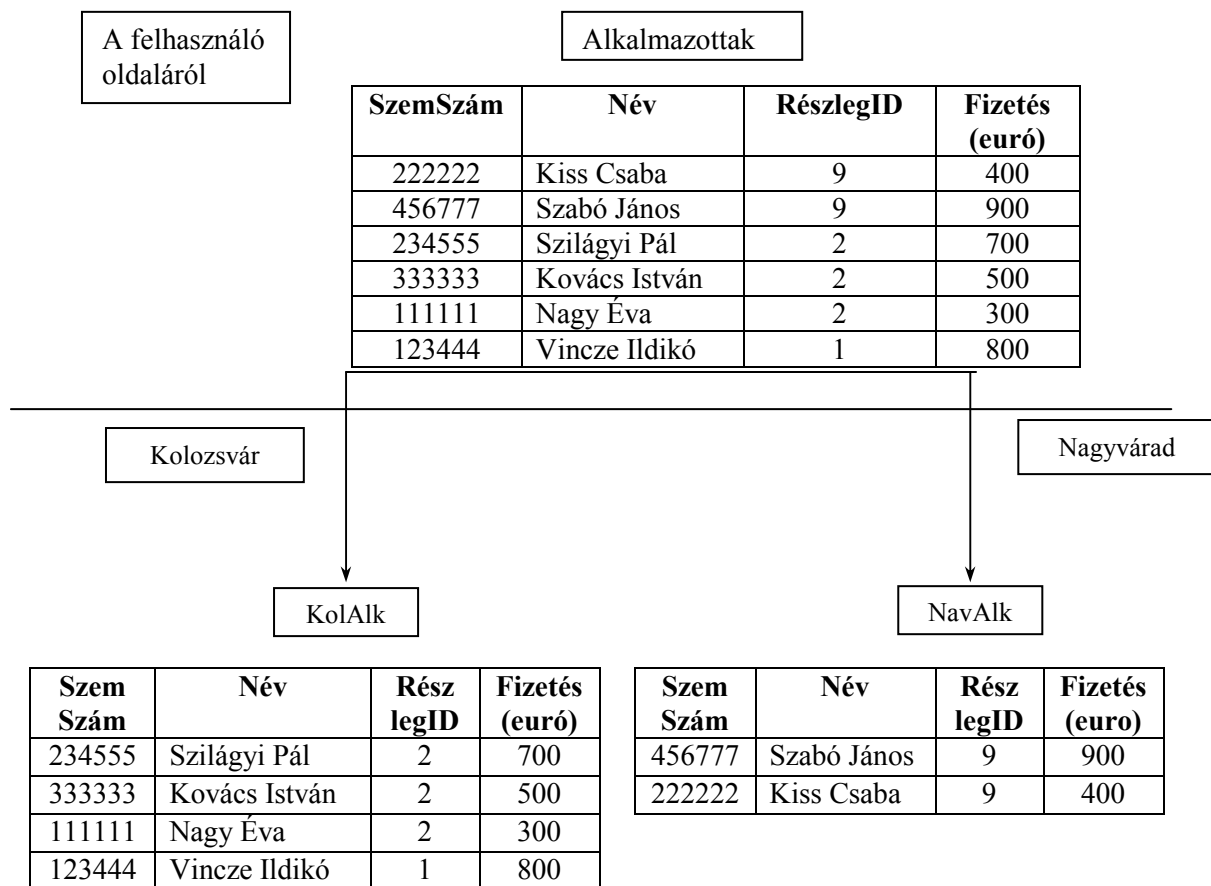 A felhasználó
oldaláról
Alkalmazottak
SzemSzám Név RészlegID Fizetés
(euró)
222222 Kiss Csaba 9 400
456777 Szabó János 9 900
234555 Szilágyi Pál 2 700
333333 Kovács István 2 500
111111 Nagy Éva 2 300
123444 Vincze Ildikó 1 800
Kolozsvár
Nagyvárad
KolAlk
NavAlk
Szem Név Rész Fizetés
Szám legID (euró)
234555 Szilágyi Pál 2 700
333333 Kovács István 2 500
111111 Nagy Éva 2 300
123444 Vincze Ildikó 1 800
Szem Név Rész Fizetés
Szám legID (euro)
456777 Szabó János 9 900
222222 Kiss Csaba 9 400